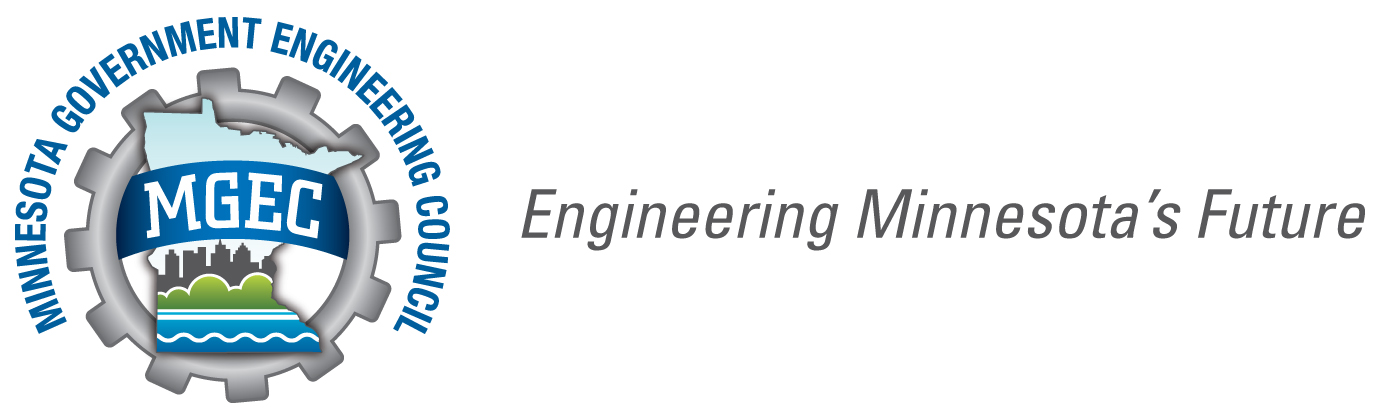 MINNESOTA GOVERNMENT ENGINEERING COUNCIL
MGEC
Engineering Minnesota’s Future